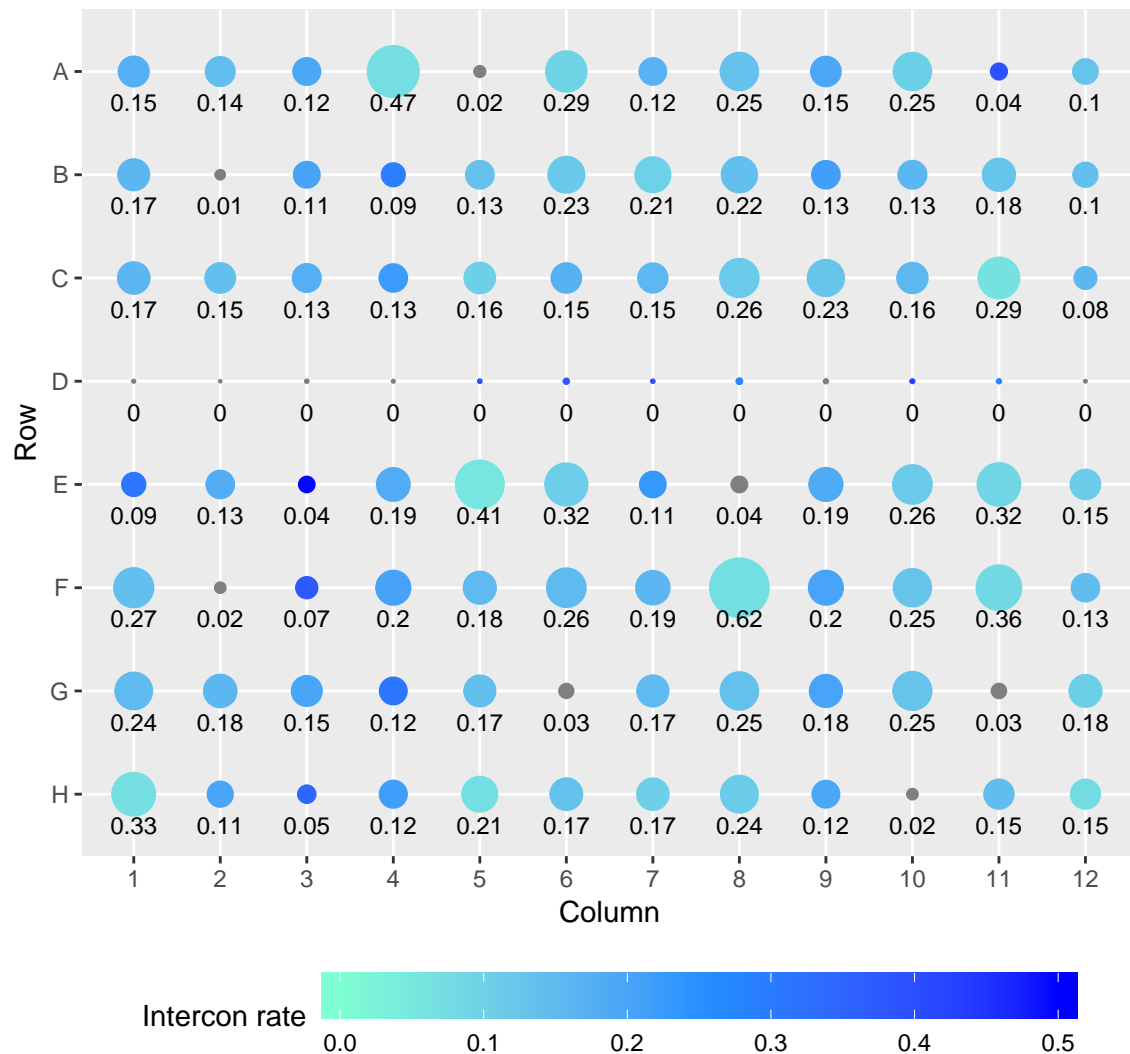 A
0.15 0.14 0.12 0.47 0.02 0.29 0.12 0.25 0.15 0.25 0.04 0.1
B
0.17 0.01 0.11 0.09 0.13 0.23 0.21 0.22 0.13 0.13 0.18 0.1
C
0.17 0.15 0.13 0.13 0.16 0.15 0.15 0.26 0.23 0.16 0.29 0.08
D
0 0 0 0 0 0 0 0 0 0 0 0
Row
E
0.09 0.13 0.04 0.19 0.41 0.32 0.11 0.04 0.19 0.26 0.32 0.15
F
0.27 0.02 0.07 0.2 0.18 0.26 0.19 0.62 0.2 0.25 0.36 0.13
G
0.24 0.18 0.15 0.12 0.17 0.03 0.17 0.25 0.18 0.25 0.03 0.18
H
0.33 0.11 0.05 0.12 0.21 0.17 0.17 0.24 0.12 0.02 0.15 0.15
1 2 3 4 5 6 7 8 9 10 11 12
Column
Intercon rate
0.0 0.1 0.2 0.3 0.4 0.5